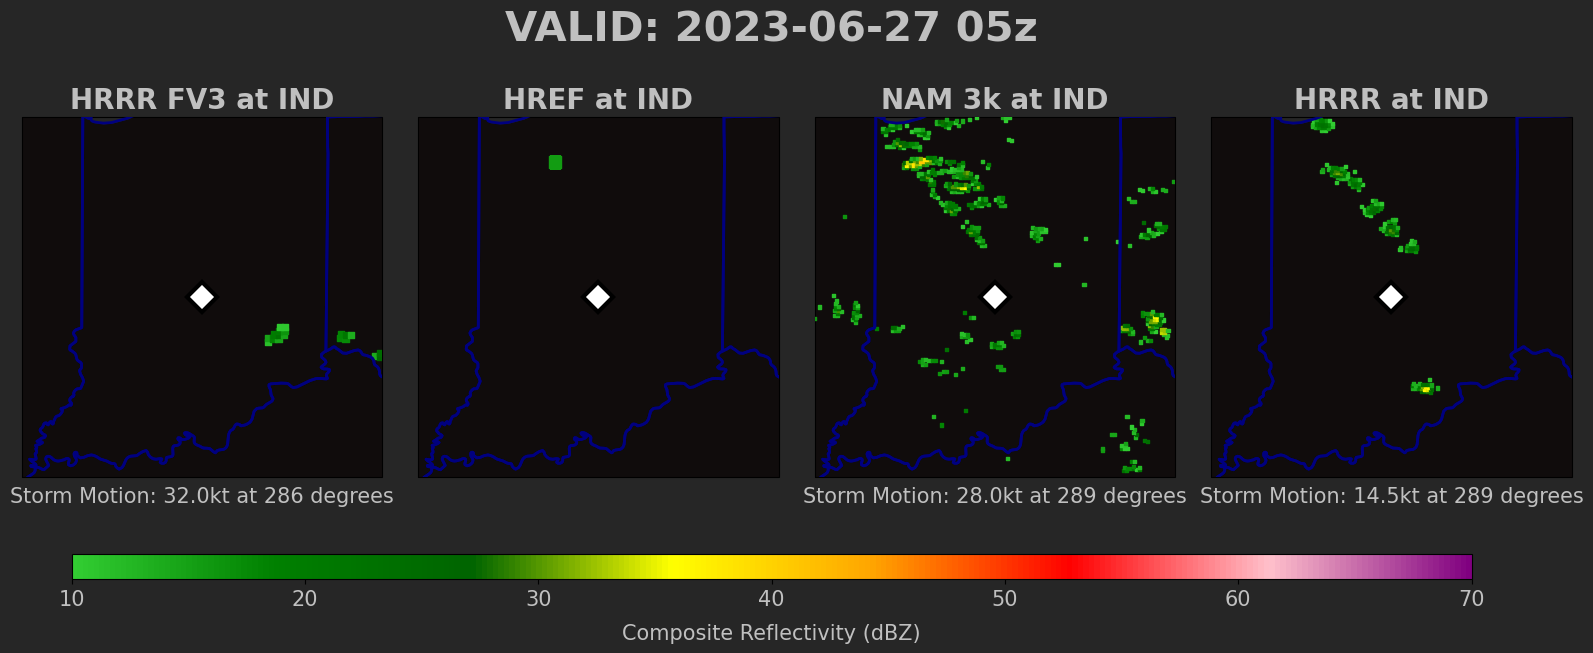 VALID: 2023-06-27 05z
HRRR FV3 at IND
HREF at IND
NAM 3k at IND
HRRR at IND
Storm Motion: 32.0kt at 286 degrees
Storm Motion: 28.0kt at 289 degrees
Storm Motion: 14.5kt at 289 degrees
10 20 30 40 50 60 70
Composite Reflectivity (dBZ)